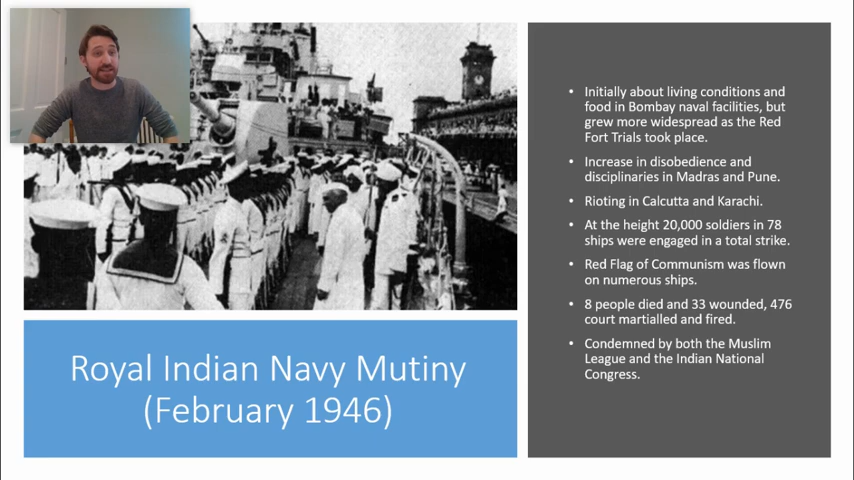 Initially about living conditions and
food in Bombay naval facilities, but
grew more widespread as the Red
Fort Trials took place.
Increase in disobedience and
disciplinaries in Madras and Pune.
Rioting in Calcutta and Karachi.
At the height 20,000 soldiers in 78
ships were engaged in a total strike.
Red Flag of Communism was flown
on numerous ships.
8 people died and 33 wounded, 476
court martialled and fired.
Condemned by both the Muslim
League and the Indian National
Congress.
Royal Indian Navy Mutiny
(February 1946)